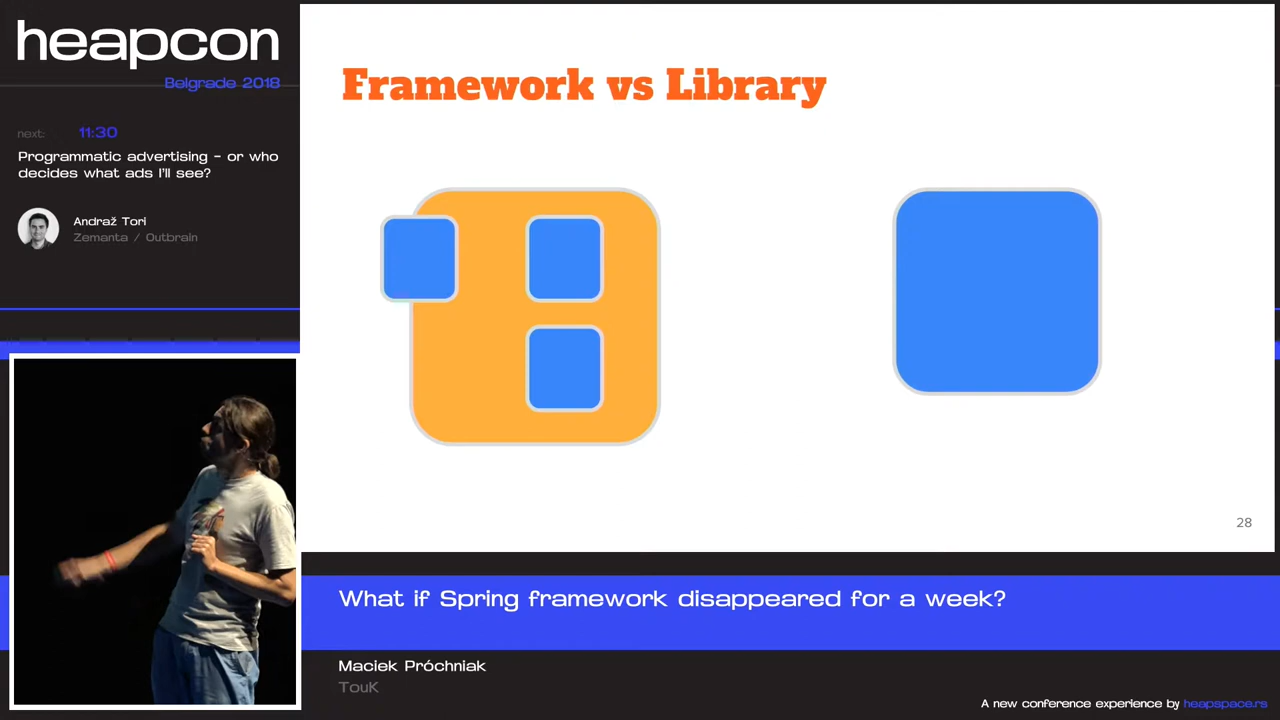 heapcon
Belgrade 2018
next: 11:30
Programmatic advertising - or who
decides what ads I'll see?
Andraž Tori
Zemanta / Outbrain
Framework vs Library
28
What if Spring framework disappeared for a week?
Maciek Próchniak
TouK
A new conference experience by heapspace.rs